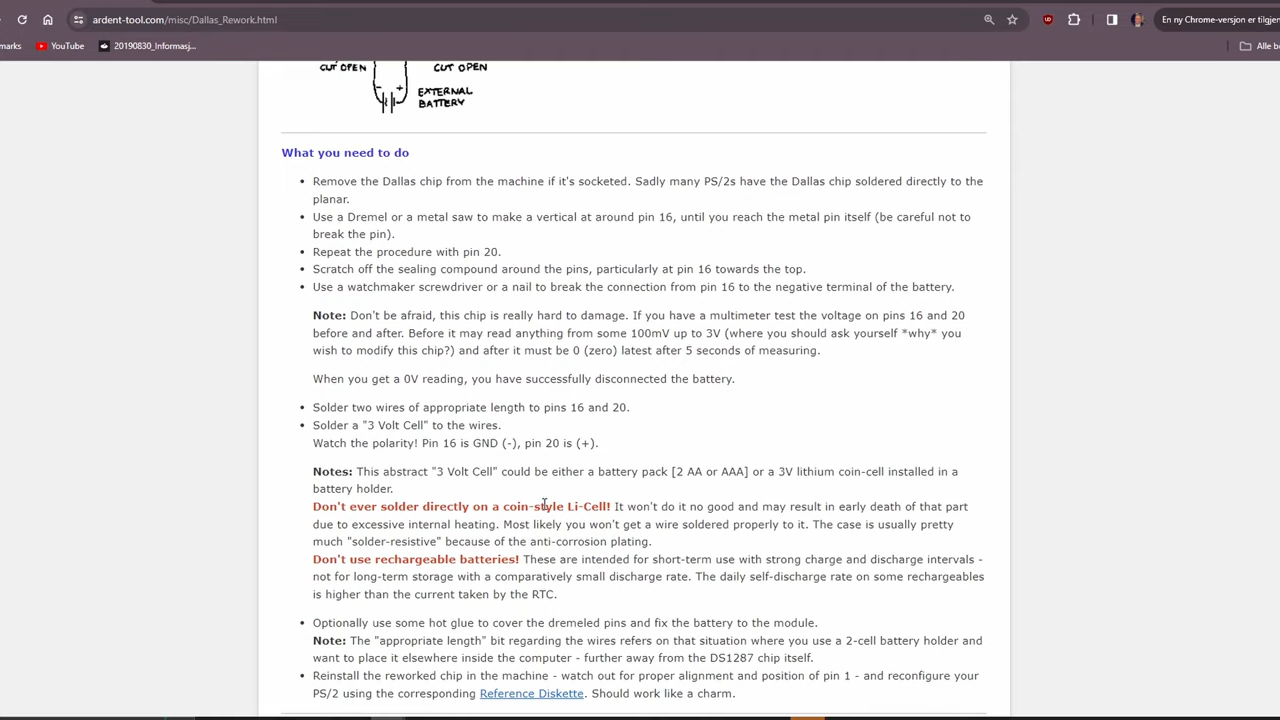 ardent-tool.com/misc/Dallas_Rework.html
En ny Chrome-versjon er tilgjen
marks
YouTube
20190830_Informasj...
Alle b
CUT OPEN
CUT OPEN
- +
EXTERNAL
BATTERY
What you need to do
• Remove the Dallas chip from the machine if it's socketed. Sadly many PS/2s have the Dallas chip soldered directly to the
planar.
• Use a Dremel or a metal saw to make a vertical at around pin 16, until you reach the metal pin itself (be careful not to
break the pin).
• Repeat the procedure with pin 20.
• Scratch off the sealing compound around the pins, particularly at pin 16 towards the top.
• Use a watchmaker screwdriver or a nail to break the connection from pin 16 to the negative terminal of the battery.
Note: Don't be afraid, this chip is really hard to damage. If you have a multimeter test the voltage on pins 16 and 20
before and after. Before it may read anything from some 100mV up to 3V (where you should ask yourself *why* you
wish to modify this chip?) and after it must be 0 (zero) latest after 5 seconds of measuring.
When you get a 0V reading, you have successfully disconnected the battery.
• Solder two wires of appropriate length to pins 16 and 20.
• Solder a "3 Volt Cell" to the wires.
Watch the polarity! Pin 16 is GND (-), pin 20 is (+).
Notes: This abstract "3 Volt Cell" could be either a battery pack [2 AA or AAA] or a 3V lithium coin-cell installed in a
battery holder.
Don't ever solder directly on a coin-style Li-Cell! It won't do it no good and may result in early death of that part
due to excessive internal heating. Most likely you won't get a wire soldered properly to it. The case is usually pretty
much "solder-resistive" because of the anti-corrosion plating.
Don't use rechargeable batteries! These are intended for short-term use with strong charge and discharge intervals -
not for long-term storage with a comparatively small discharge rate. The daily self-discharge rate on some rechargeables
is higher than the current taken by the RTC.
• Optionally use some hot glue to cover the dremeled pins and fix the battery to the module.
Note: The "appropriate length" bit regarding the wires refers on that situation where you use a 2-cell battery holder and
want to place it elsewhere inside the computer - further away from the DS1287 chip itself.
• Reinstall the reworked chip in the machine - watch out for proper alignment and position of pin 1 - and reconfigure your
PS/2 using the corresponding Reference Diskette. Should work like a charm.